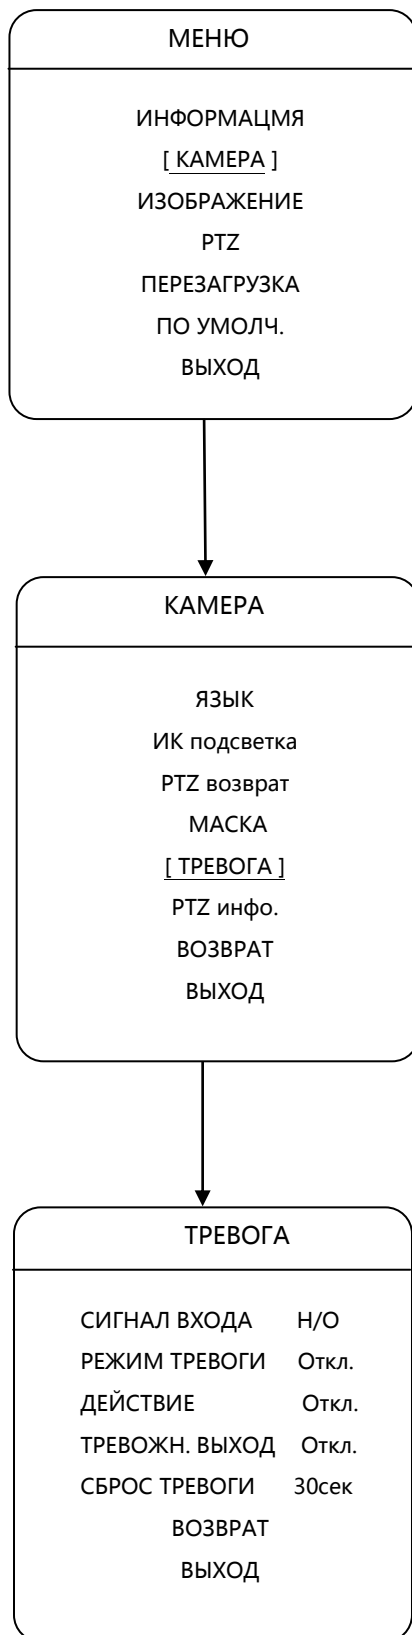 МЕНЮ
ИНФОРМАЦМЯ
[ КАМЕРА ]
ИЗОБРАЖЕНИЕ
PTZ
ПЕРЕЗАГРУЗКА
ПО УМОЛЧ.
ВЫХОД
КАМЕРА
ЯЗЫК
ИК подсветка
PTZ возврат
МАСКА
[ ТРЕВОГА ]
PTZ инфо.
ВОЗВРАТ
ВЫХОД
ТРЕВОГА
СИГНАЛ ВХОДА Н/О
РЕЖИМ ТРЕВОГИ Откл.
ДЕЙСТВИЕ Откл.
ТРЕВОЖН. ВЫХОД Откл.
СБРОС ТРЕВОГИ 30сек
ВОЗВРАТ
ВЫХОД